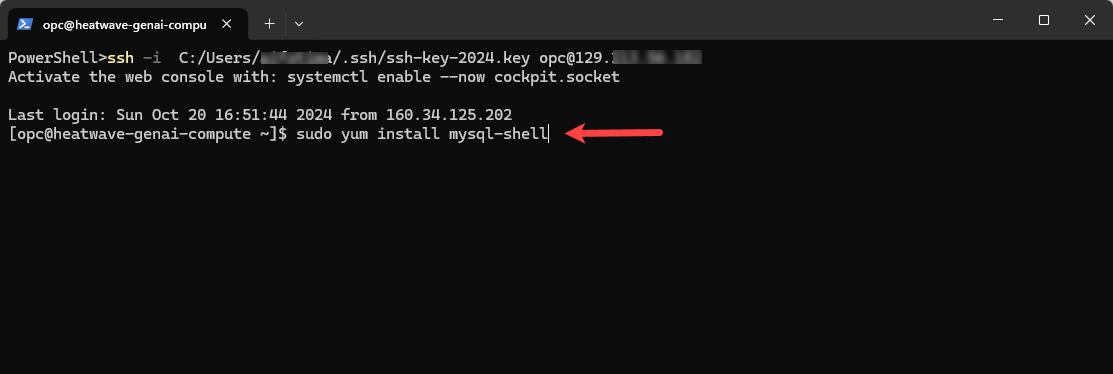 opc@heatwave-genai-compu
PowerShell>ssh -i  C:/Users/ a/.ssh/ssh-key-2024.key opc@129.
Activate the web console with: systemctl enable --now cockpit.socket
Last login: Sun Oct 20 16:51:44 2024 from 160.34.125.202
[opc@heatwave-genai-compute ~]$ sudo yum install mysql-shell